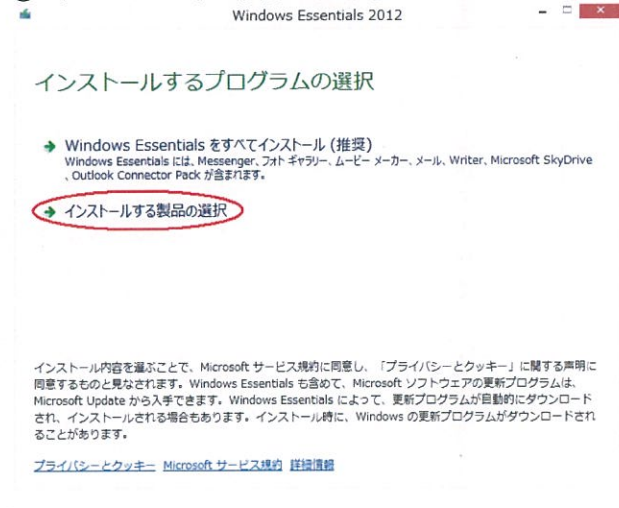 Windows Essentials 2012
インストールするプログラムの選択
Windows Essentials をすべてインストール (推奨)
Windows Essentials には、Messenger、フォト ギャラリー、ムービー メーカー、メール、Writer、Microsoft SkyDrive
、Outlook Connector Pack が含まれます。
インストールする製品の選択
インストール内容を選ぶことで、Microsoft サービス規約に同意し、「プライバシーとクッキー」に関する声明に
同意するものと見なされます。Windows Essentials も含めて、Microsoft ソフトウェアの更新プログラムは、
Microsoft Update から入手できます。Windows Essentials によって、更新プログラムが自動的にダウンロード
され、インストールされる場合もあります。インストール時に、Windows の更新プログラムがダウンロードされ
ることがあります。
プライバシーとクッキー Microsoft サービス規約 詳細情報